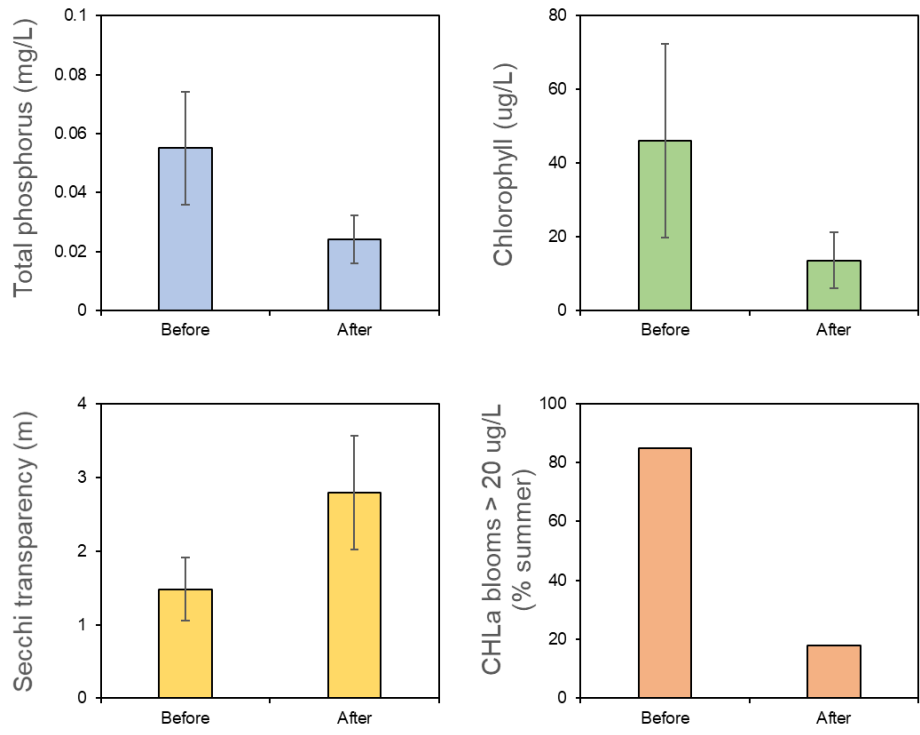 Total phosphorus (mg/L)
0.1
0.08
0.06
0.04
0.02
0
Before
After
Chlorophyll (ug/L)
80
60
40
20
0
Before
After
Secchi transparency (m)
4
3
2
1
0
Before
After
CHLa blooms > 20 ug/L
(% summer)
100
80
60
40
20
0
Before
After